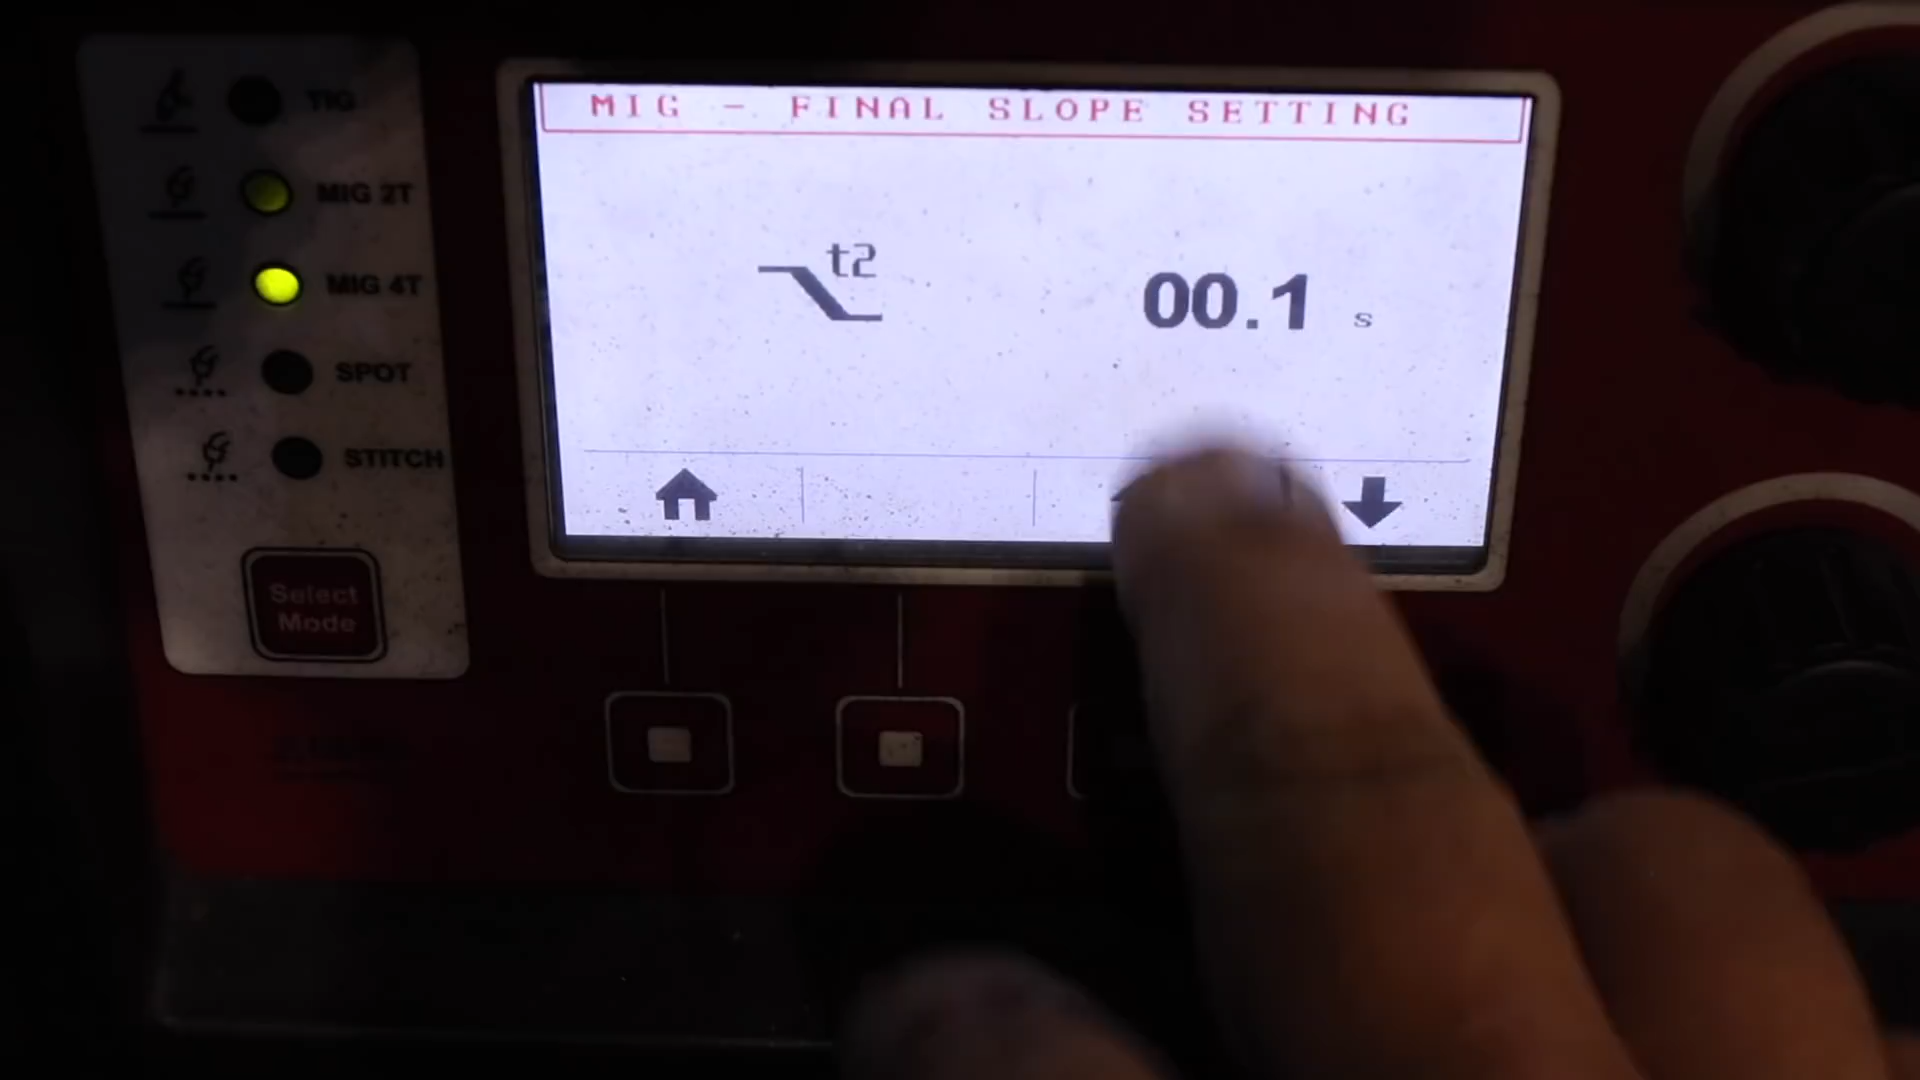 TIG
MIG 2T
MIG 4T
SPOT
STITCH
Select
Mode
MIG - FINAL SLOPE SETTING
t2
00.1 s